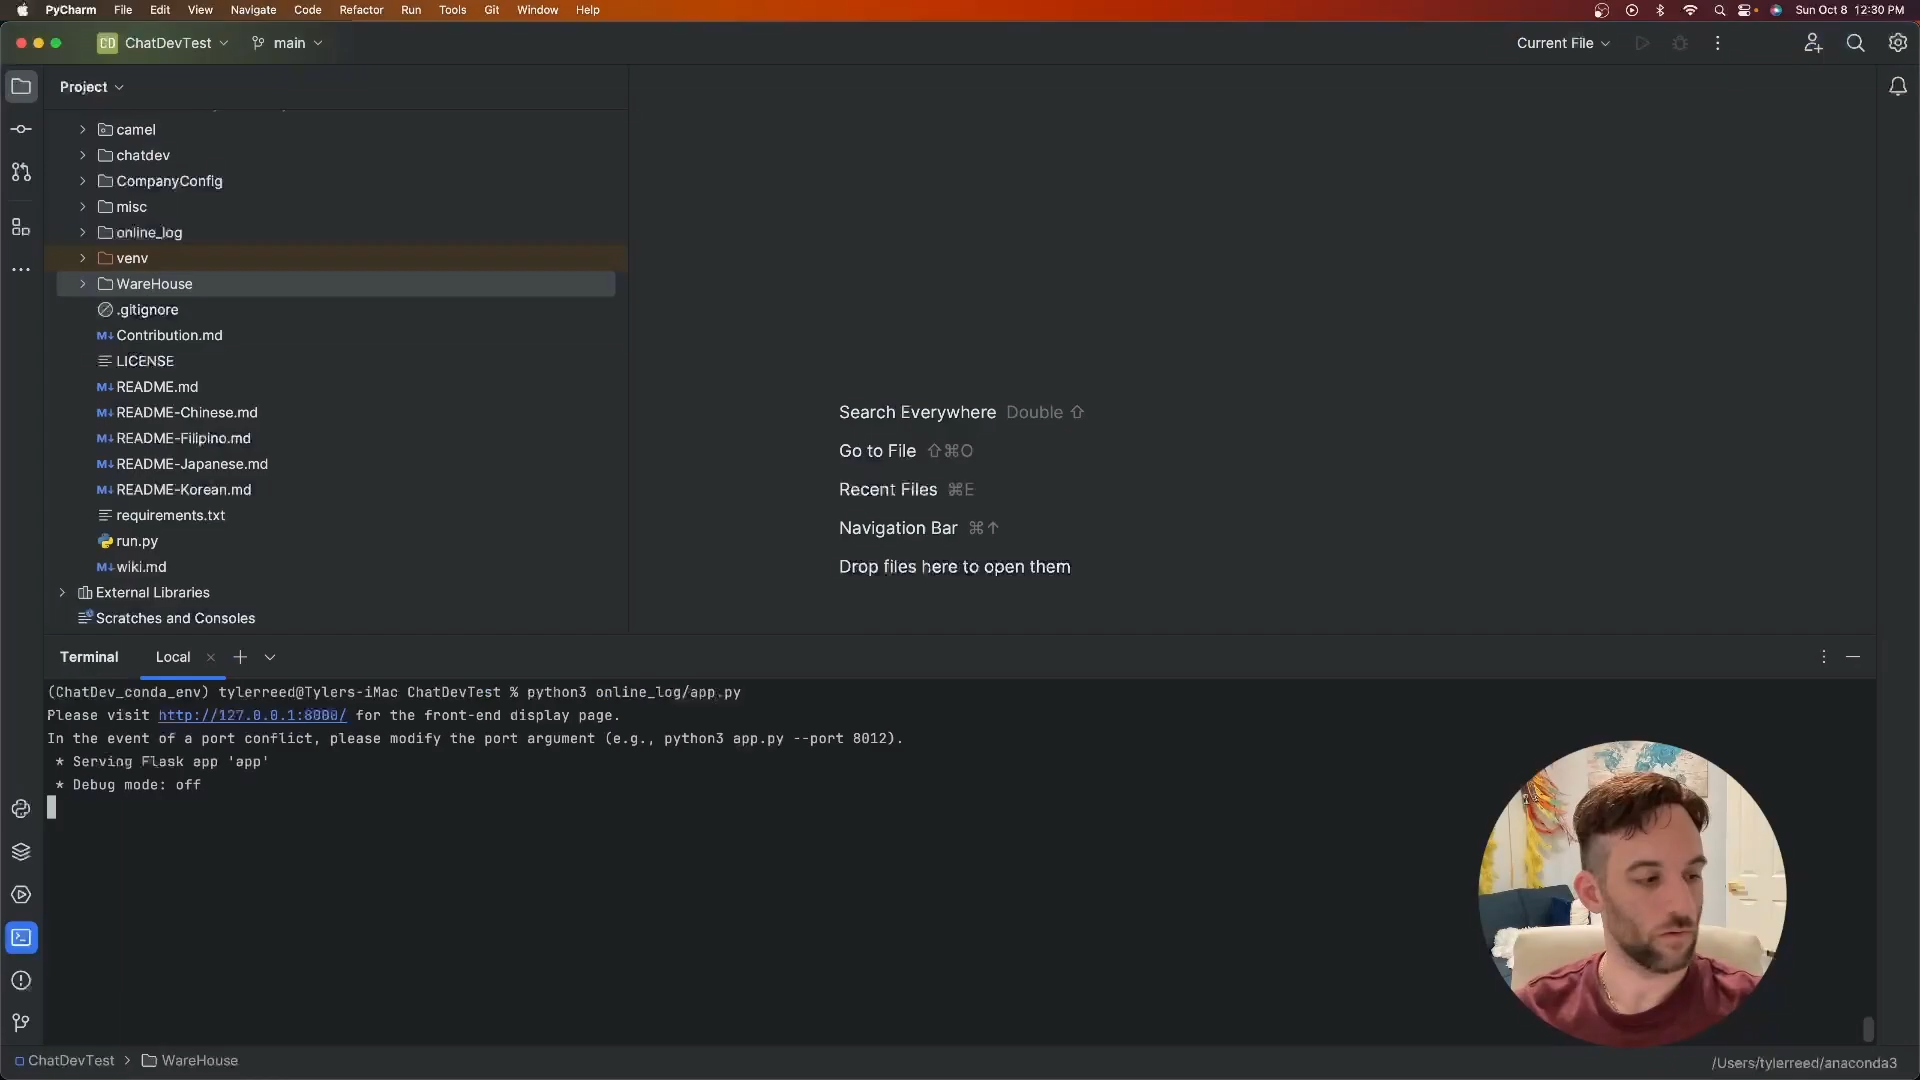 PyCharm File Edit View Navigate Code Refactor Run Tools Git Window Help Sun Oct 8 12:30 PM
CD ChatDevTest main Current File
Project
camel
chatdev
CompanyConfig
misc
online_log
venv
WareHouse
.gitignore
Contribution.md
LICENSE
README.md
README-Chinese.md
README-Filipino.md
README-Japanese.md
README-Korean.md
requirements.txt
run.py
wiki.md
External Libraries
Scratches and Consoles
Search Everywhere Double ⇧
Go to File ⇧⌘O
Recent Files ⌘E
Navigation Bar ⌘↑
Drop files here to open them
Terminal Local
(ChatDev_conda_env) tylerreed@Tylers-iMac ChatDevTest % python3 online_log/app.py
Please visit http://127.0.0.1:8000/ for the front-end display page.
In the event of a port conflict, please modify the port argument (e.g., python3 app.py --port 8012).
* Serving Flask app 'app'
* Debug mode: off
ChatDevTest > WareHouse /Users/tylerreed/anaconda3